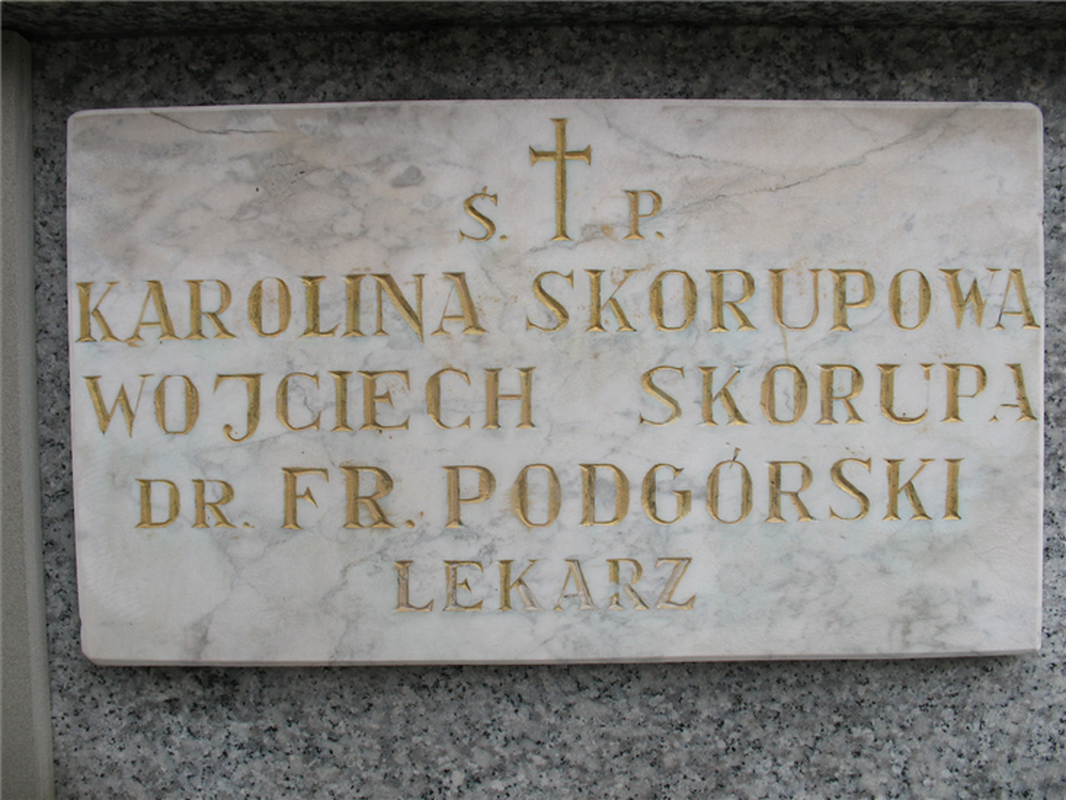 Ś. P.
KAROLINA SKORUPOWA
WOJCIECH SKORUPA
DR. FR. PODGÓRSKI
LEKARZ